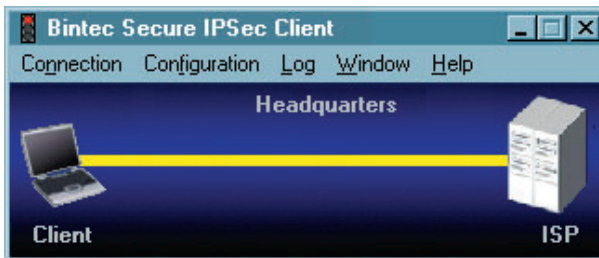 Bintec Secure IPSec Client
Connection Configuration Log Window Help
Headquarters
Client ISP